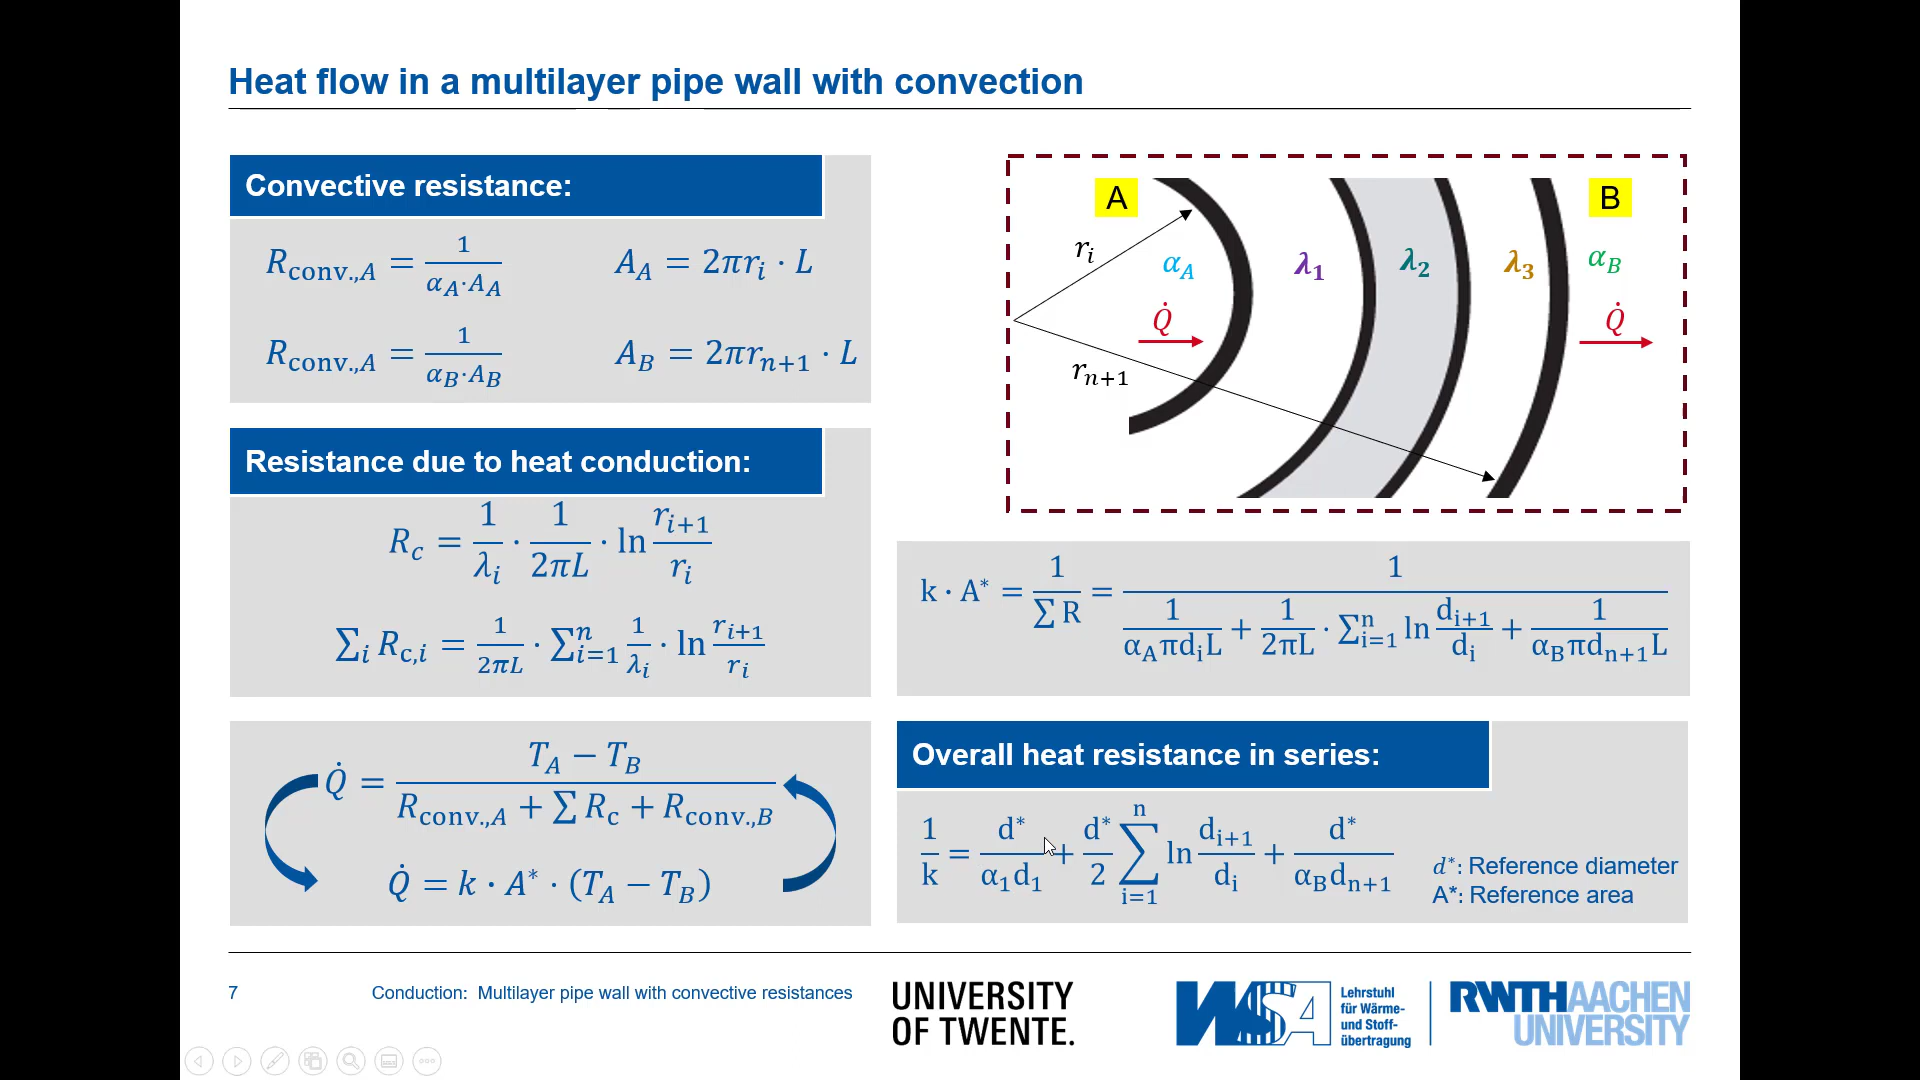 Heat flow in a multilayer pipe wall with convection
Convective resistance:
R_conv.,A = 1/(α_A·A_A)    A_A = 2πr_i · L
R_conv.,A = 1/(α_B·A_B)    A_B = 2πr_{n+1} · L
Resistance due to heat conduction:
R_c = 1/λ_i · 1/(2πL) · ln r_{i+1}/r_i
∑_i R_{c,i} = 1/(2πL) · ∑_{i=1}^{n} 1/λ_i · ln r_{i+1}/r_i
Q̇ = (T_A − T_B)/(R_conv.,A + ∑ R_c + R_conv.,B)
Q̇ = k · A* · (T_A − T_B)
A
B
r_i
α_A
λ_1
λ_2
λ_3
α_B
Q̇
Q̇
r_{n+1}
k · A* = 1/(∑ R) = 1/(1/(α_A πd_i L) + 1/(2πL) · ∑_{i=1}^{n} ln d_{i+1}/d_i + 1/(α_B πd_{n+1} L))
Overall heat resistance in series:
1/k = d*/(α_1 d_1) + d*/2 ∑_{i=1}^{n} ln d_{i+1}/d_i + d*/(α_B d_{n+1})
d*: Reference diameter
A*: Reference area
7
Conduction: Multilayer pipe wall with convective resistances
UNIVERSITY
OF TWENTE.
WSA
Lehrstuhl
für Wärme-
und Stoff-
übertragung
RWTH AACHEN
UNIVERSITY